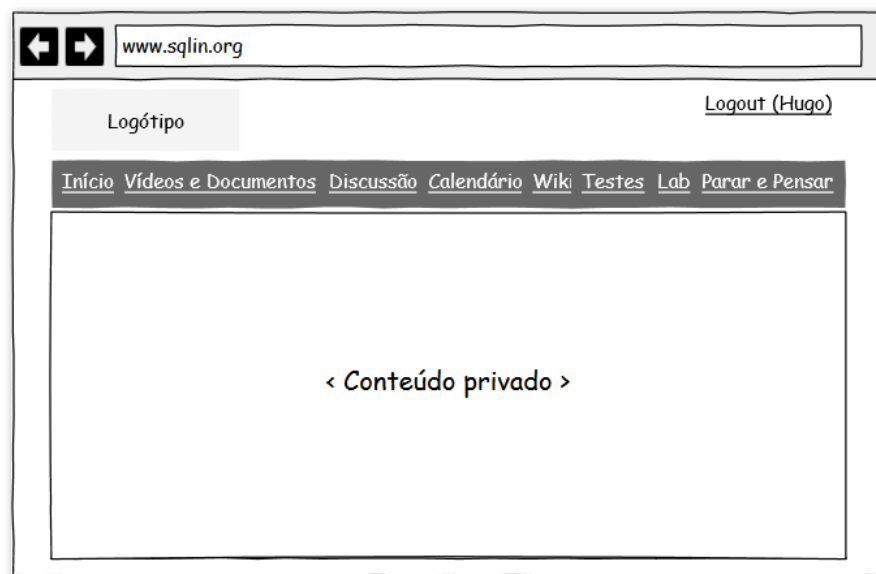 www.sqlin.org
Logout (Hugo)
Logótipo
Início Vídeos e Documentos Discussão Calendário Wiki Testes Lab Parar e Pensar
< Conteúdo privado >